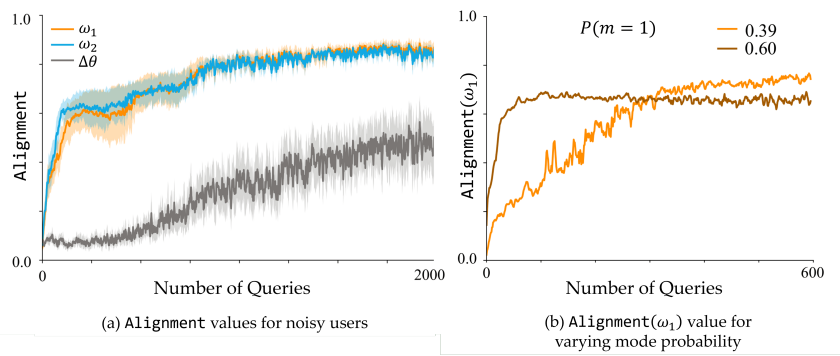 1.0
ω₁
ω₂
Δθ
Alignment
0.0
0
2000
Number of Queries
(a) Alignment values for noisy users
1.0
P(m = 1)
0.39
0.60
Alignment(ω₁)
0.0
0
600
Number of Queries
(b) Alignment(ω₁) value for
varying mode probability